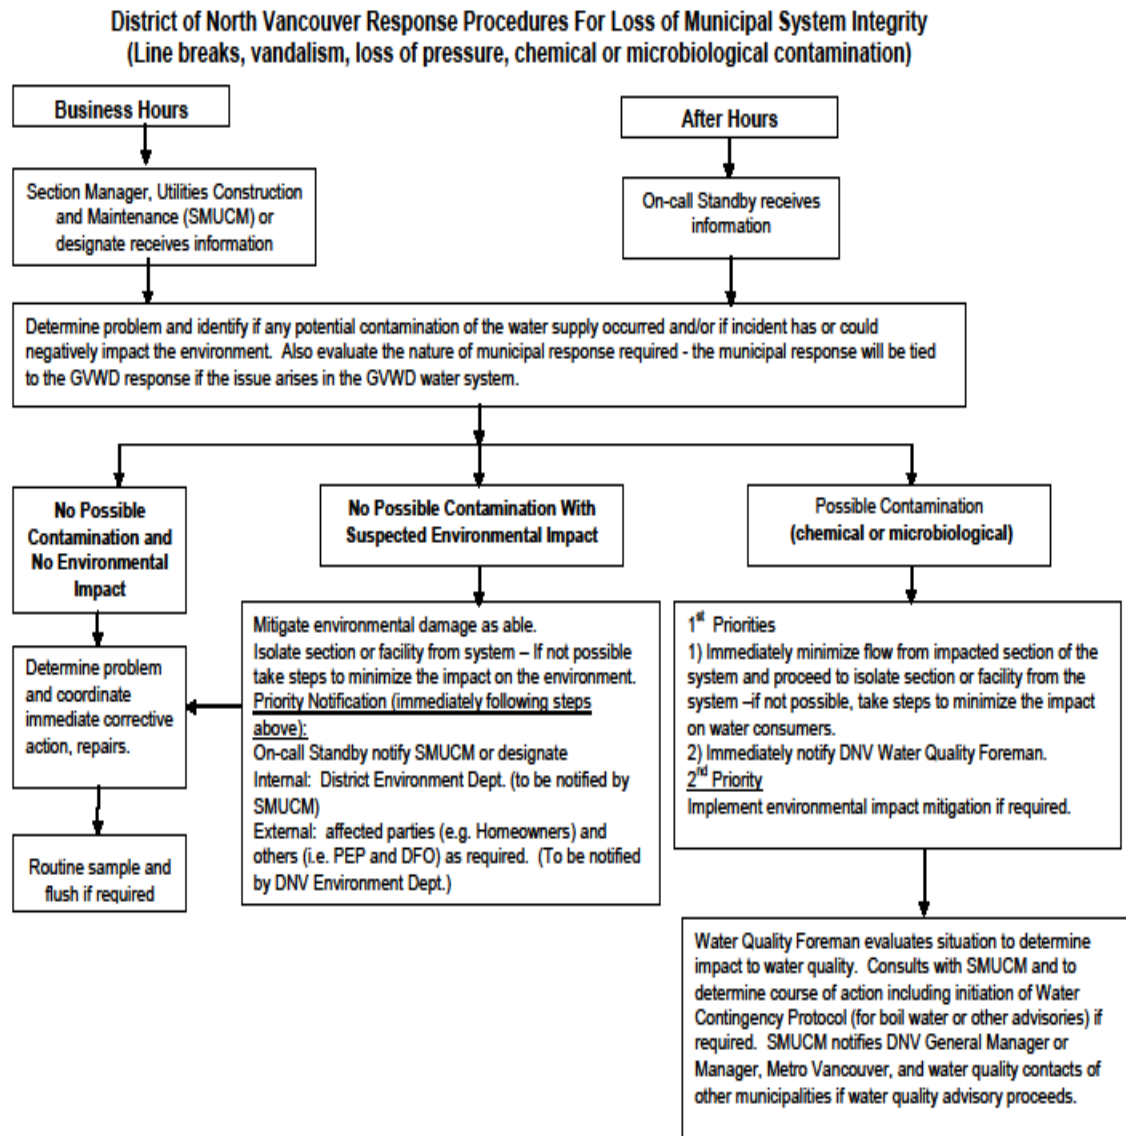 District of North Vancouver Response Procedures For Loss of Municipal System Integrity
(Line breaks, vandalism, loss of pressure, chemical or microbiological contamination)
Business Hours
After Hours
Section Manager, Utilities Construction
and Maintenance (SMUCM) or
designate receives information
On-call Standby receives
information
Determine problem and identify if any potential contamination of the water supply occurred and/or if incident has or could
negatively impact the environment. Also evaluate the nature of municipal response required - the municipal response will be tied
to the GVWD response if the issue arises in the GVWD water system.
No Possible
Contamination and
No Environmental
Impact
No Possible Contamination With
Suspected Environmental Impact
Possible Contamination
(chemical or microbiological)
Determine problem
and coordinate
immediate corrective
action, repairs.
Routine sample and
flush if required
Mitigate environmental damage as able.
Isolate section or facility from system – If not possible
take steps to minimize the impact on the environment.
Priority Notification (immediately following steps
above):
On-call Standby notify SMUCM or designate
Internal: District Environment Dept. (to be notified by
SMUCM)
External: affected parties (e.g. Homeowners) and
others (i.e. PEP and DFO) as required. (To be notified
by DNV Environment Dept.)
1st Priorities
1) Immediately minimize flow from impacted section of the
system and proceed to isolate section or facility from the
system –if not possible, take steps to minimize the impact
on water consumers.
2) Immediately notify DNV Water Quality Foreman.
2nd Priority
Implement environmental impact mitigation if required.
Water Quality Foreman evaluates situation to determine
impact to water quality. Consults with SMUCM and to
determine course of action including initiation of Water
Contingency Protocol (for boil water or other advisories) if
required. SMUCM notifies DNV General Manager or
Manager, Metro Vancouver, and water quality contacts of
other municipalities if water quality advisory proceeds.